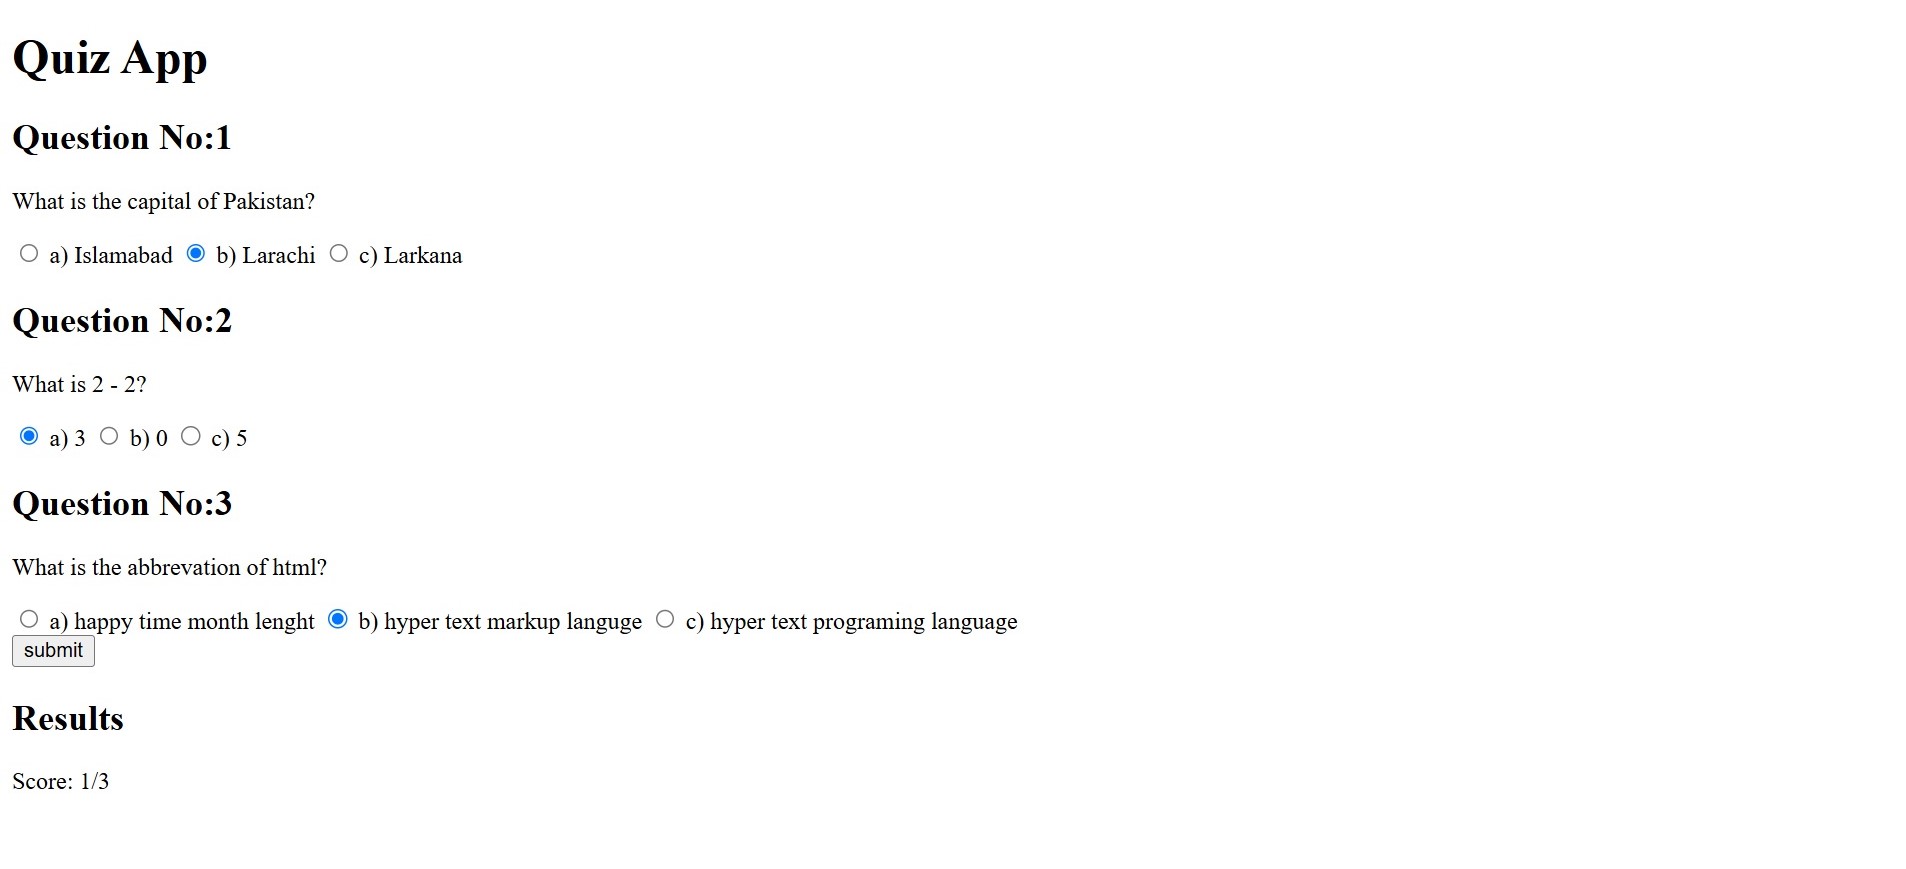 Quiz App
Question No:1
What is the capital of Pakistan?
a) Islamabad b) Larachi c) Larkana
Question No:2
What is 2 - 2?
a) 3 b) 0 c) 5
Question No:3
What is the abbrevation of html?
a) happy time month lenght b) hyper text markup languge c) hyper text programing language
submit
Results
Score: 1/3